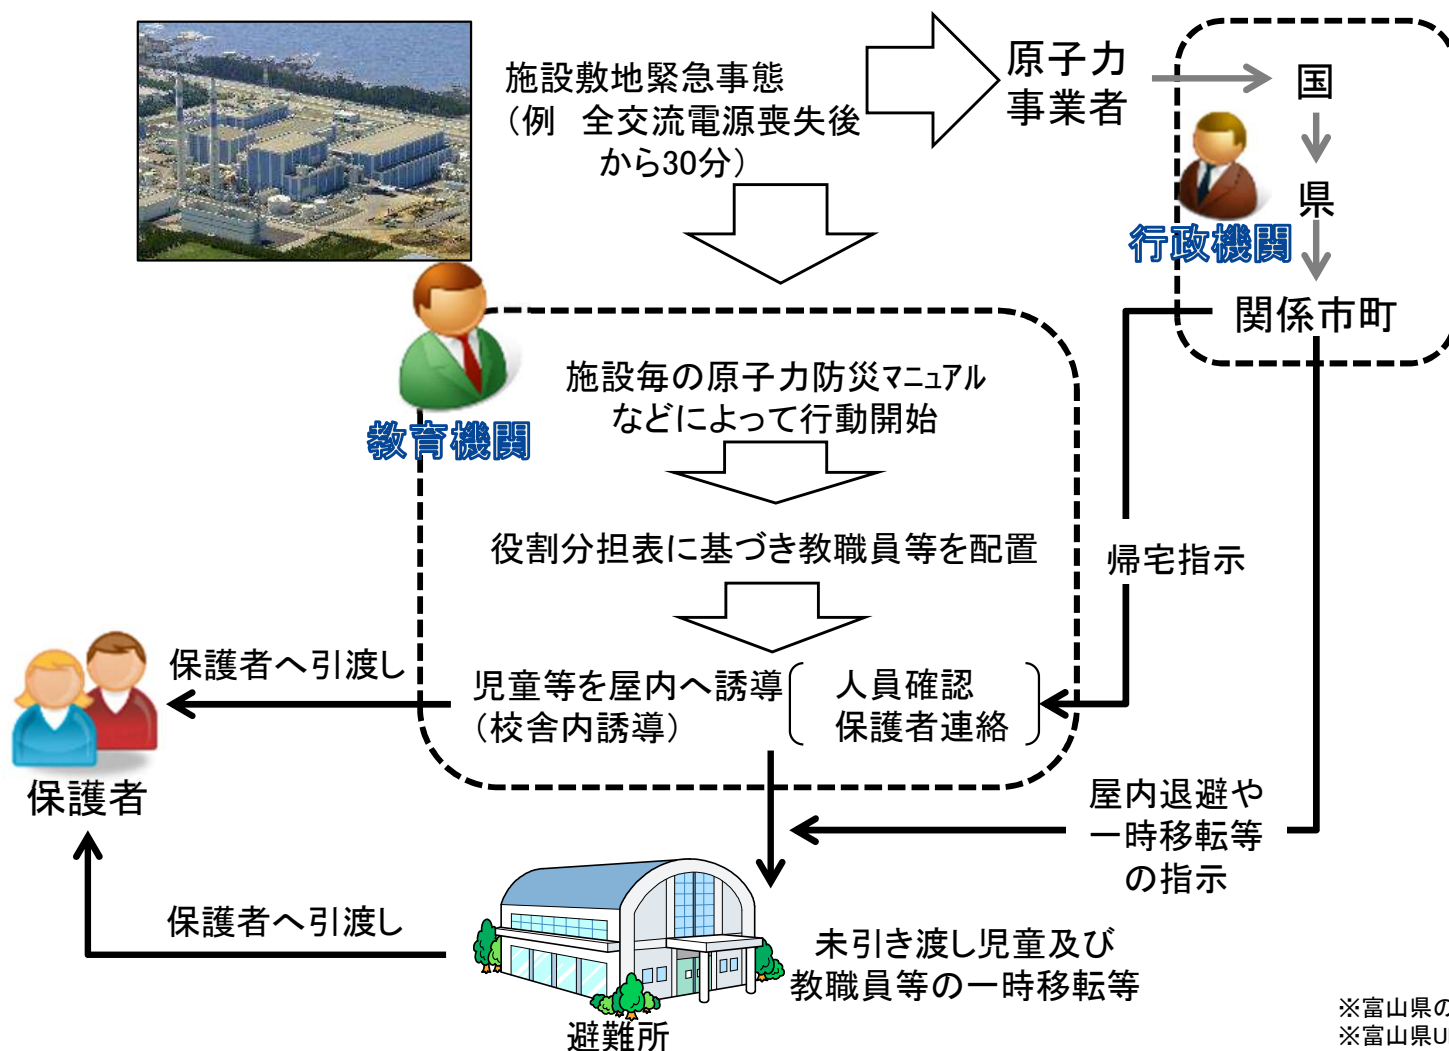 施設敷地緊急事態
（例　全交流電源喪失後
から30分）
原子力
事業者
国
県
行政機関
関係市町
教育機関
施設毎の原子力防災マニュアル
などによって行動開始
役割分担表に基づき教職員等を配置
帰宅指示
保護者へ引渡し
児童等を屋内へ誘導
（校舎内誘導）
人員確認
保護者連絡
保護者
屋内退避や
一時移転等
の指示
保護者へ引渡し
未引き渡し児童及び
教職員等の一時移転等
避難所
※富山県の
※富山県U